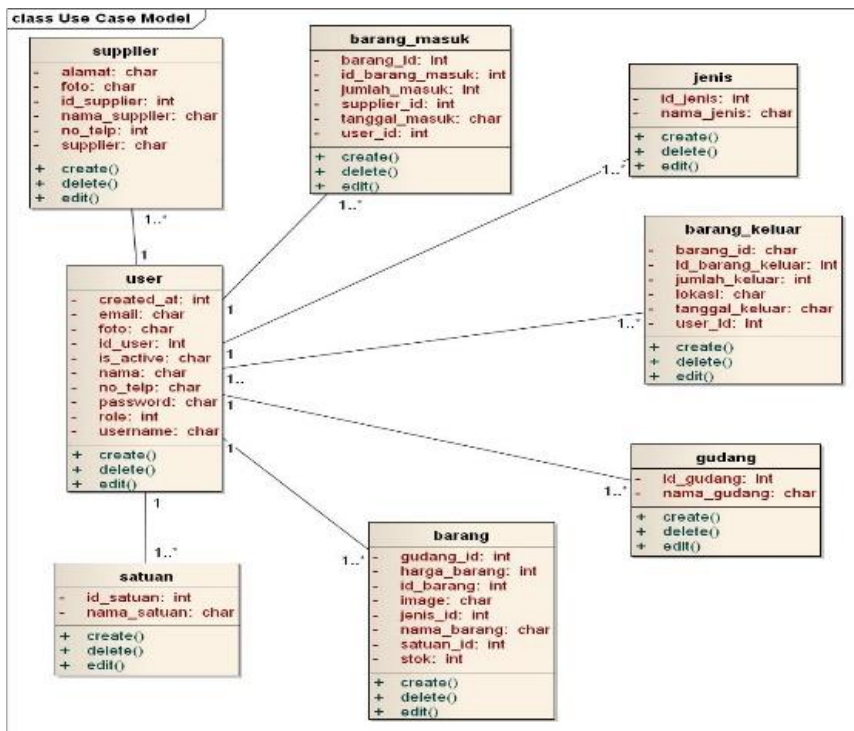 class Use Case Model
supplier
- alamat: char
- foto: char
- id_supplier: int
- nama_supplier: char
- no_telp: int
- supplier: char
+ create()
+ delete()
+ edit()
1..*
1
barang_masuk
- barang_id: int
- id_barang_masuk: int
- jumlah_masuk: int
- supplier_id: int
- tanggal_masuk: char
- user_id: int
+ create()
+ delete()
+ edit()
1..*
1
jenis
- id_jenis: int
- nama_jenis: char
+ create()
+ delete()
+ edit()
1..*
1
barang_keluar
- barang_id: char
- id_barang_keluar: int
- jumlah_keluar: int
- lokasi: char
- tanggal_keluar: char
- user_id: int
+ create()
+ delete()
+ edit()
1..*
1..
user
- created_at: int
- email: char
- foto: char
- id_user: int
- is_active: char
- nama: char
- no_telp: char
- password: char
- role: int
- username: char
+ create()
+ delete()
+ edit()
1
1..*
gudang
- id_gudang: int
- nama_gudang: char
+ create()
+ delete()
+ edit()
1
1..*
barang
- gudang_id: int
- harga_barang: int
- id_barang: int
- image: char
- jenis_id: int
- nama_barang: char
- satuan_id: int
- stok: int
+ create()
+ delete()
+ edit()
1
1..*
satuan
- id_satuan: int
- nama_satuan: char
+ create()
+ delete()
+ edit()